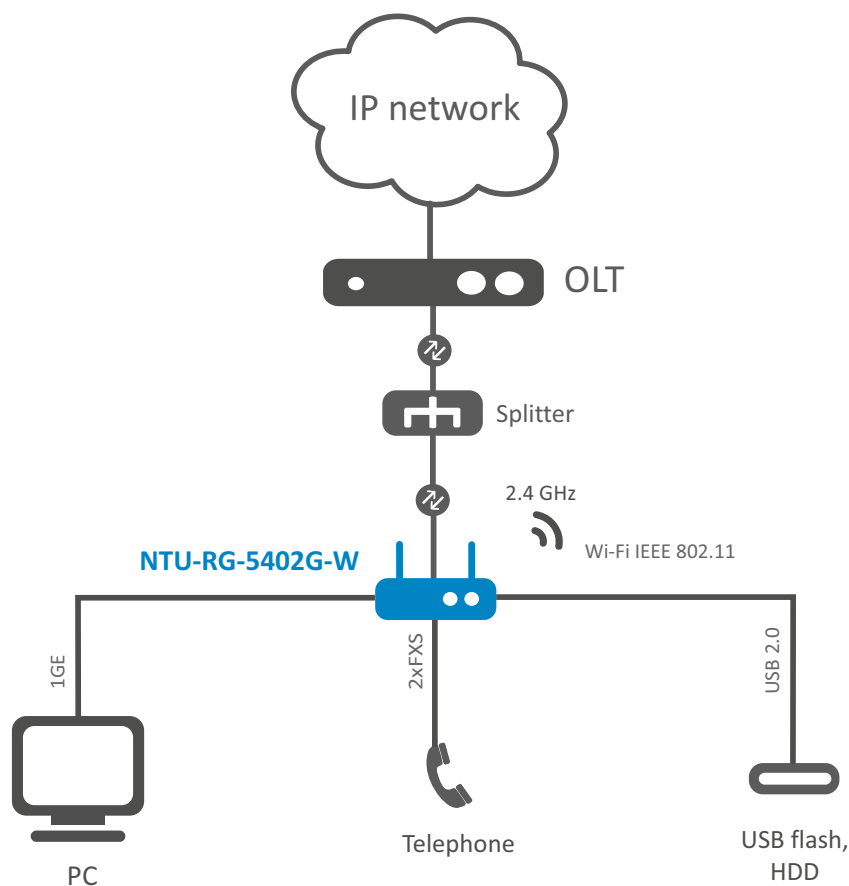 IP network
OLT
Splitter
2.4 GHz
Wi-Fi IEEE 802.11
NTU-RG-5402G-W
1GE
2xFXS
USB 2.0
PC
Telephone
USB flash,
HDD